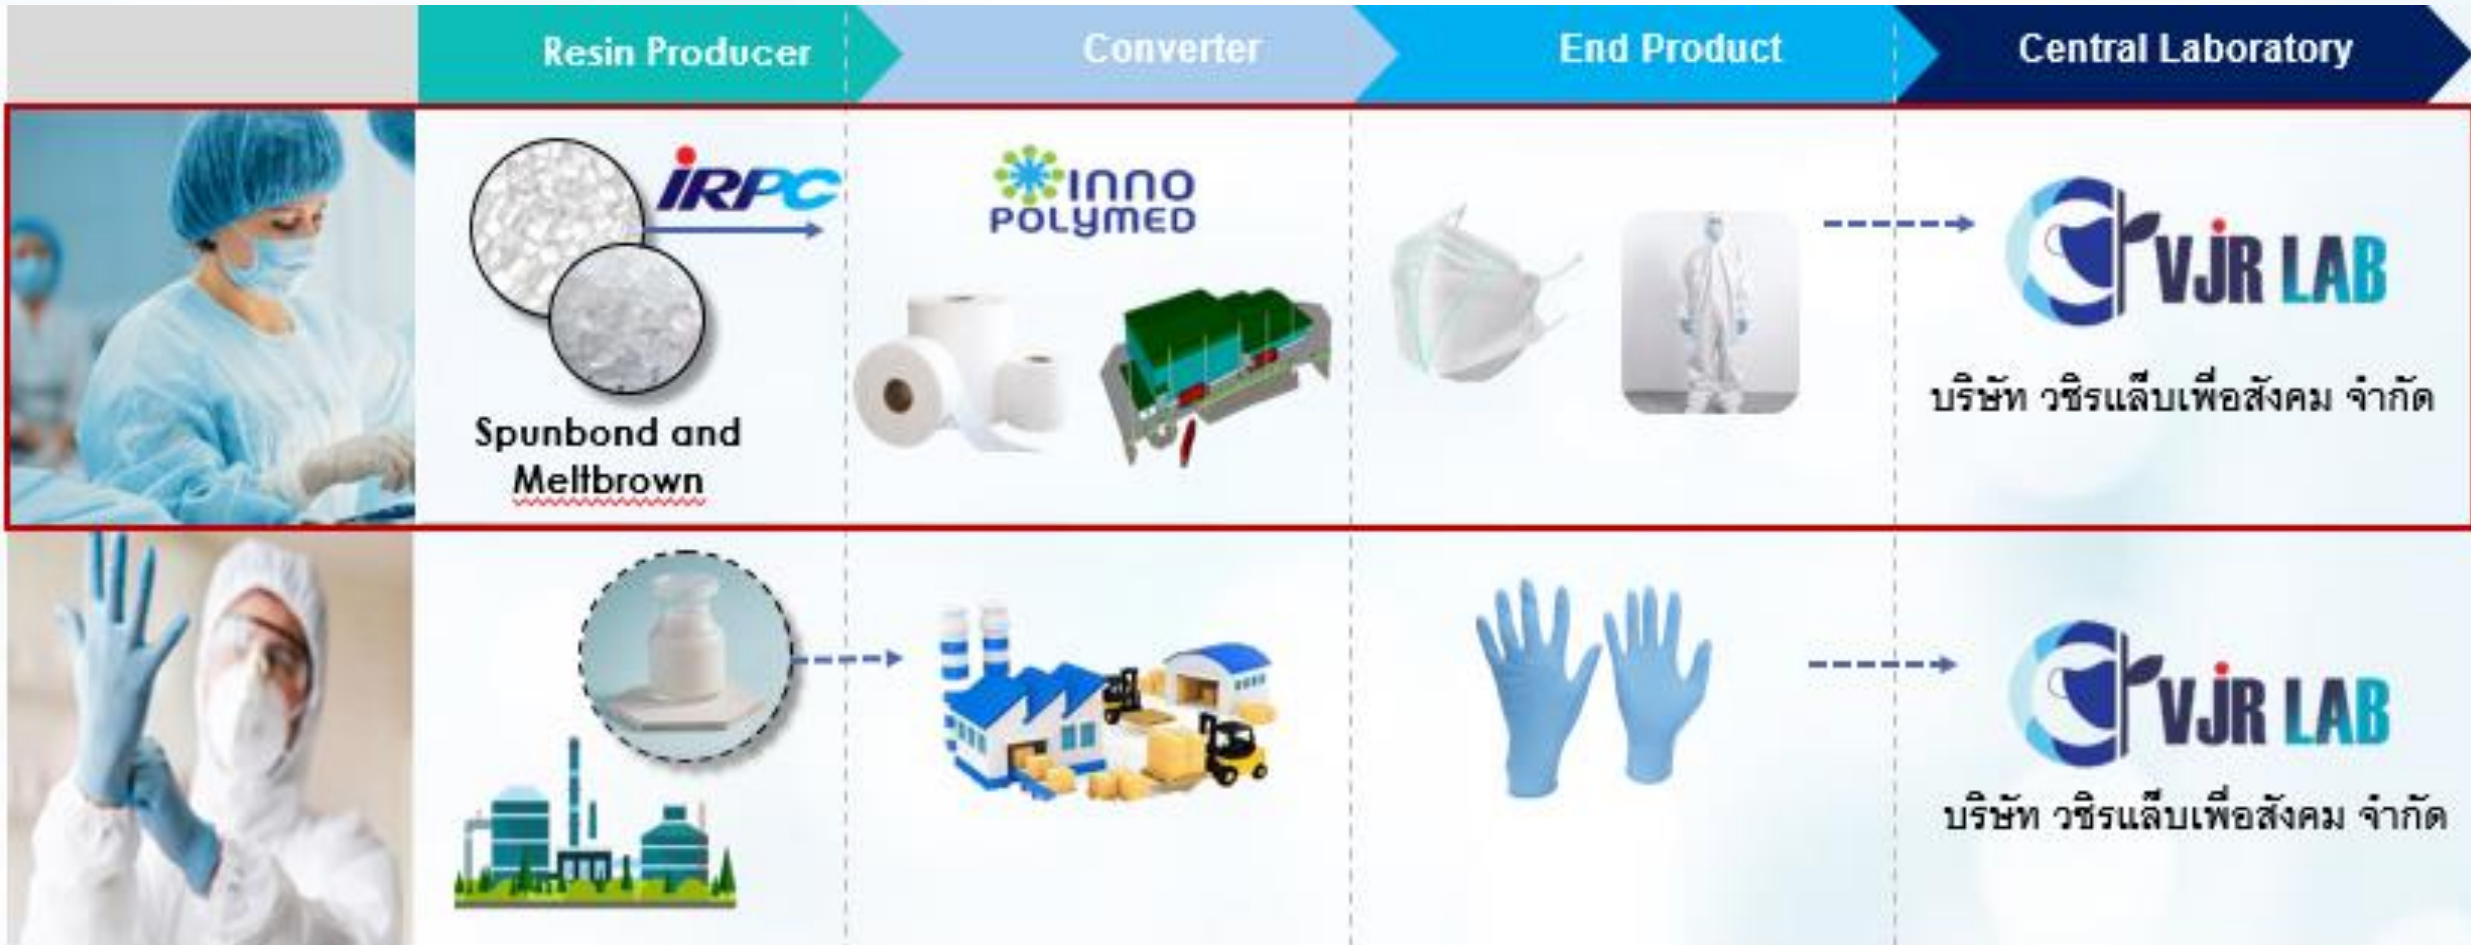 Resin Producer
Converter
End Product
Central Laboratory
iRPC
INNO
POLYMED
VJR LAB
บริษัท วชิรแล็บเพื่อสังคม จำกัด
Spunbond and
Meltbrown
VJR LAB
บริษัท วชิรแล็บเพื่อสังคม จำกัด